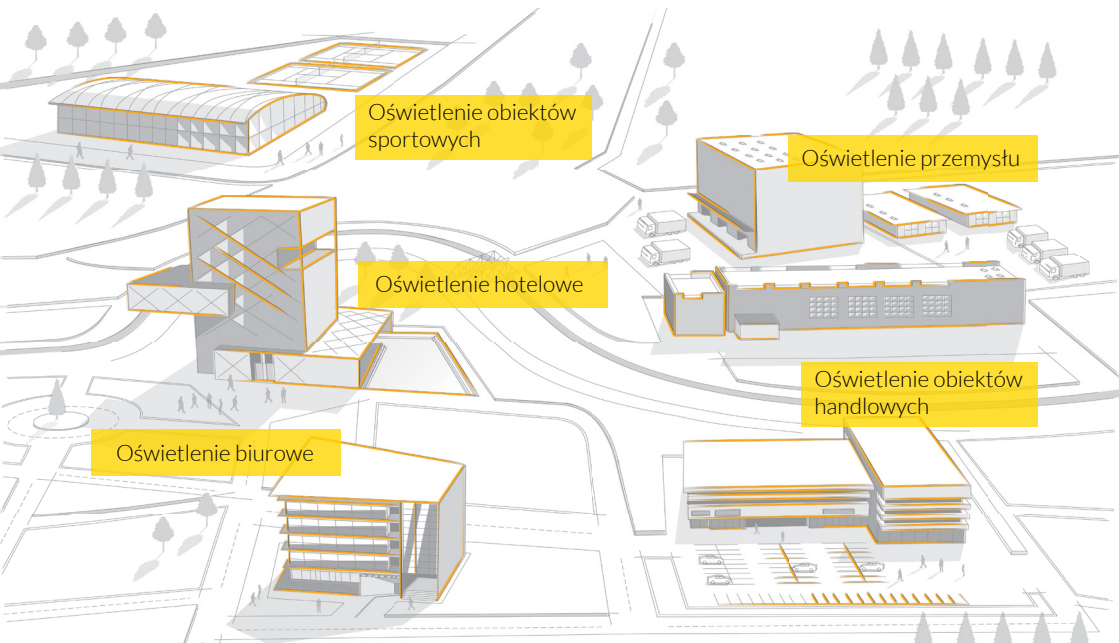 Oświetlenie obiektów
sportowych
Oświetlenie przemysłu
Oświetlenie hotelowe
Oświetlenie obiektów
handlowych
Oświetlenie biurowe